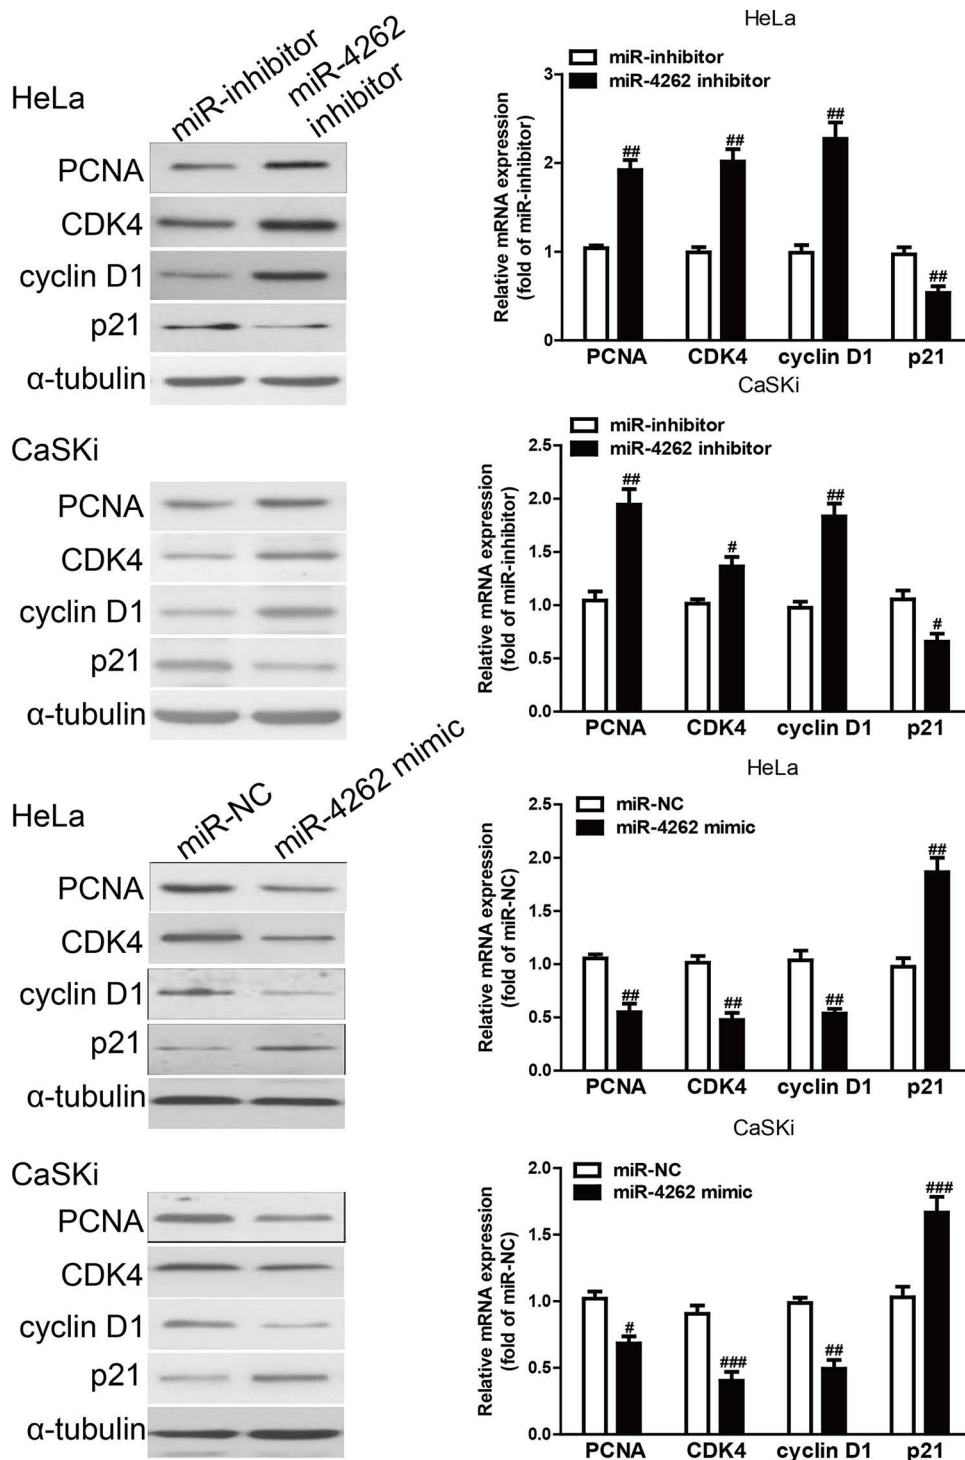 HeLa
miR-inhibitor
miR-4262
inhibitor
PCNA
CDK4
cyclin D1
p21
α-tubulin
HeLa
miR-inhibitor
miR-4262 inhibitor
Relative mRNA expression
(fold of miR-inhibitor)
3
2
1
0
##
##
##
##
PCNA CDK4 cyclin D1 p21
CaSKi
PCNA
CDK4
cyclin D1
p21
α-tubulin
CaSKi
miR-inhibitor
miR-4262 inhibitor
Relative mRNA expression
(fold of miR-inhibitor)
2.5
2.0
1.5
1.0
0.5
0.0
##
#
##
#
PCNA CDK4 cyclin D1 p21
HeLa
miR-NC
miR-4262 mimic
PCNA
CDK4
cyclin D1
p21
α-tubulin
HeLa
miR-NC
miR-4262 mimic
Relative mRNA expression
(fold of miR-NC)
2.5
2.0
1.5
1.0
0.5
0.0
##
##
##
##
PCNA CDK4 cyclin D1 p21
CaSKi
PCNA
CDK4
cyclin D1
p21
α-tubulin
CaSKi
miR-NC
miR-4262 mimic
Relative mRNA expression
(fold of miR-NC)
2.0
1.5
1.0
0.5
0.0
#
###
##
###
PCNA CDK4 cyclin D1 p21